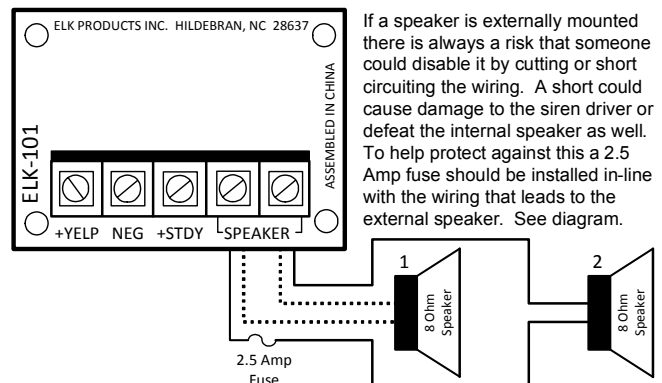 ELK PRODUCTS INC. HILDEBRAN, NC 28637
ASSEMBLED IN CHINA
ELK-101
+YELP NEG +STDY SPEAKER
If a speaker is externally mounted
there is always a risk that someone
could disable it by cutting or short
circuiting the wiring. A short could
cause damage to the siren driver or
defeat the internal speaker as well.
To help protect against this a 2.5
Amp fuse should be installed in-line
with the wiring that leads to the
external speaker. See diagram.
1
8 Ohm
Speaker
2
8 Ohm
Speaker
2.5 Amp
Fuse